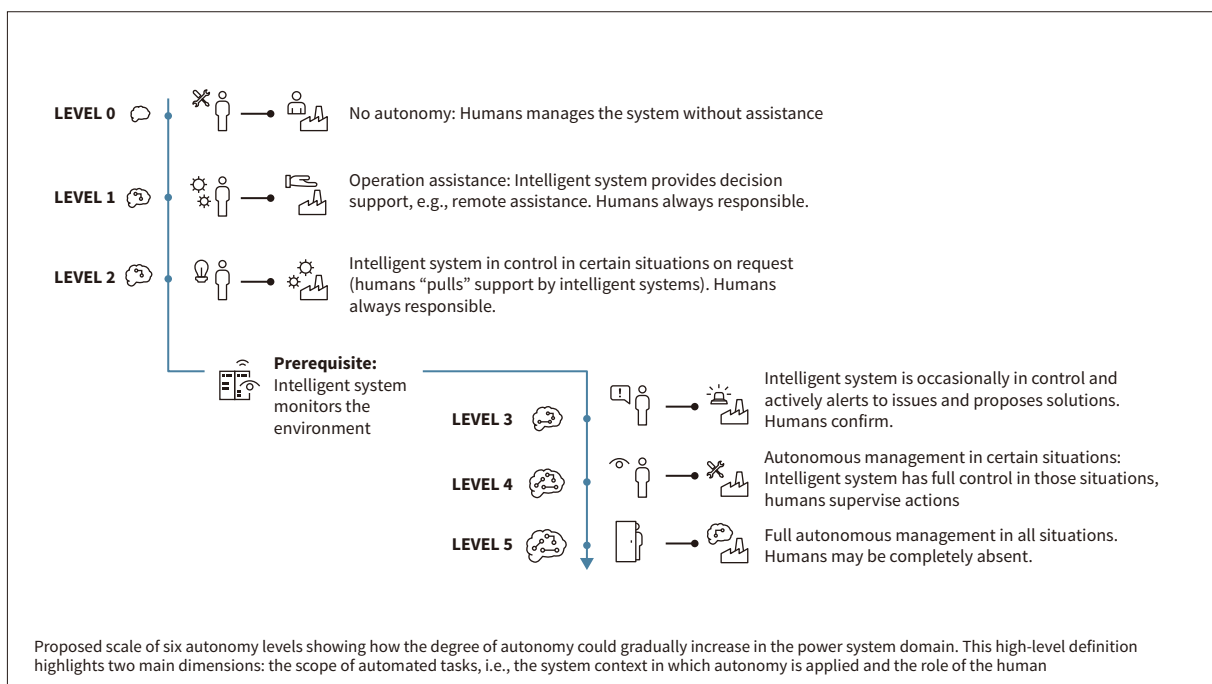 LEVEL 0
No autonomy: Humans manages the system without assistance
LEVEL 1
Operation assistance: Intelligent system provides decision
support, e.g., remote assistance. Humans always responsible.
LEVEL 2
Intelligent system in control in certain situations on request
(humans “pulls” support by intelligent systems). Humans
always responsible.
Prerequisite:
Intelligent system
monitors the
environment
LEVEL 3
Intelligent system is occasionally in control and
actively alerts to issues and proposes solutions.
Humans confirm.
LEVEL 4
Autonomous management in certain situations:
Intelligent system has full control in those situations,
humans supervise actions
LEVEL 5
Full autonomous management in all situations.
Humans may be completely absent.
Proposed scale of six autonomy levels showing how the degree of autonomy could gradually increase in the power system domain. This high-level definition
highlights two main dimensions: the scope of automated tasks, i.e., the system context in which autonomy is applied and the role of the human